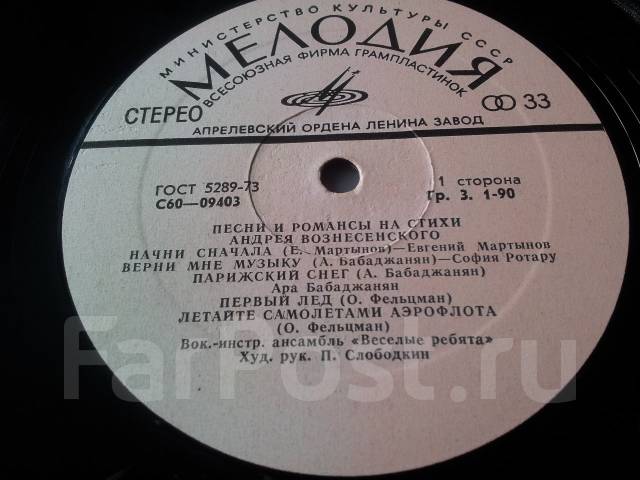 МИНИСТЕРСТВО КУЛЬТУРЫ СССР
МЕЛОДИЯ
ВСЕСОЮЗНАЯ ФИРМА ГРАМПЛАСТИНОК
СТЕРЕО
33
АПРЕЛЕВСКИЙ ОРДЕНА ЛЕНИНА ЗАВОД
ГОСТ 5289-73
1 сторона
С60—09403
Гр. 3. 1-90
ПЕСНИ И РОМАНСЫ НА СТИХИ
АНДРЕЯ ВОЗНЕСЕНСКОГО
НАЧНИ СНАЧАЛА (Е. Мартынов)—Евгений Мартынов
ВЕРНИ МНЕ МУЗЫКУ (А. Бабаджанян)—София Ротару
ПАРИЖСКИЙ СНЕГ (А. Бабаджанян)
Ара Бабаджанян
ПЕРВЫЙ ЛЕД (О. Фельцман)
ЛЕТАЙТЕ САМОЛЕТАМИ АЭРОФЛОТА
(О. Фельцман)
Вок.-инстр. ансамбль «Веселые ребята»
Худ. рук. П. Слободкин
FarPost.ru